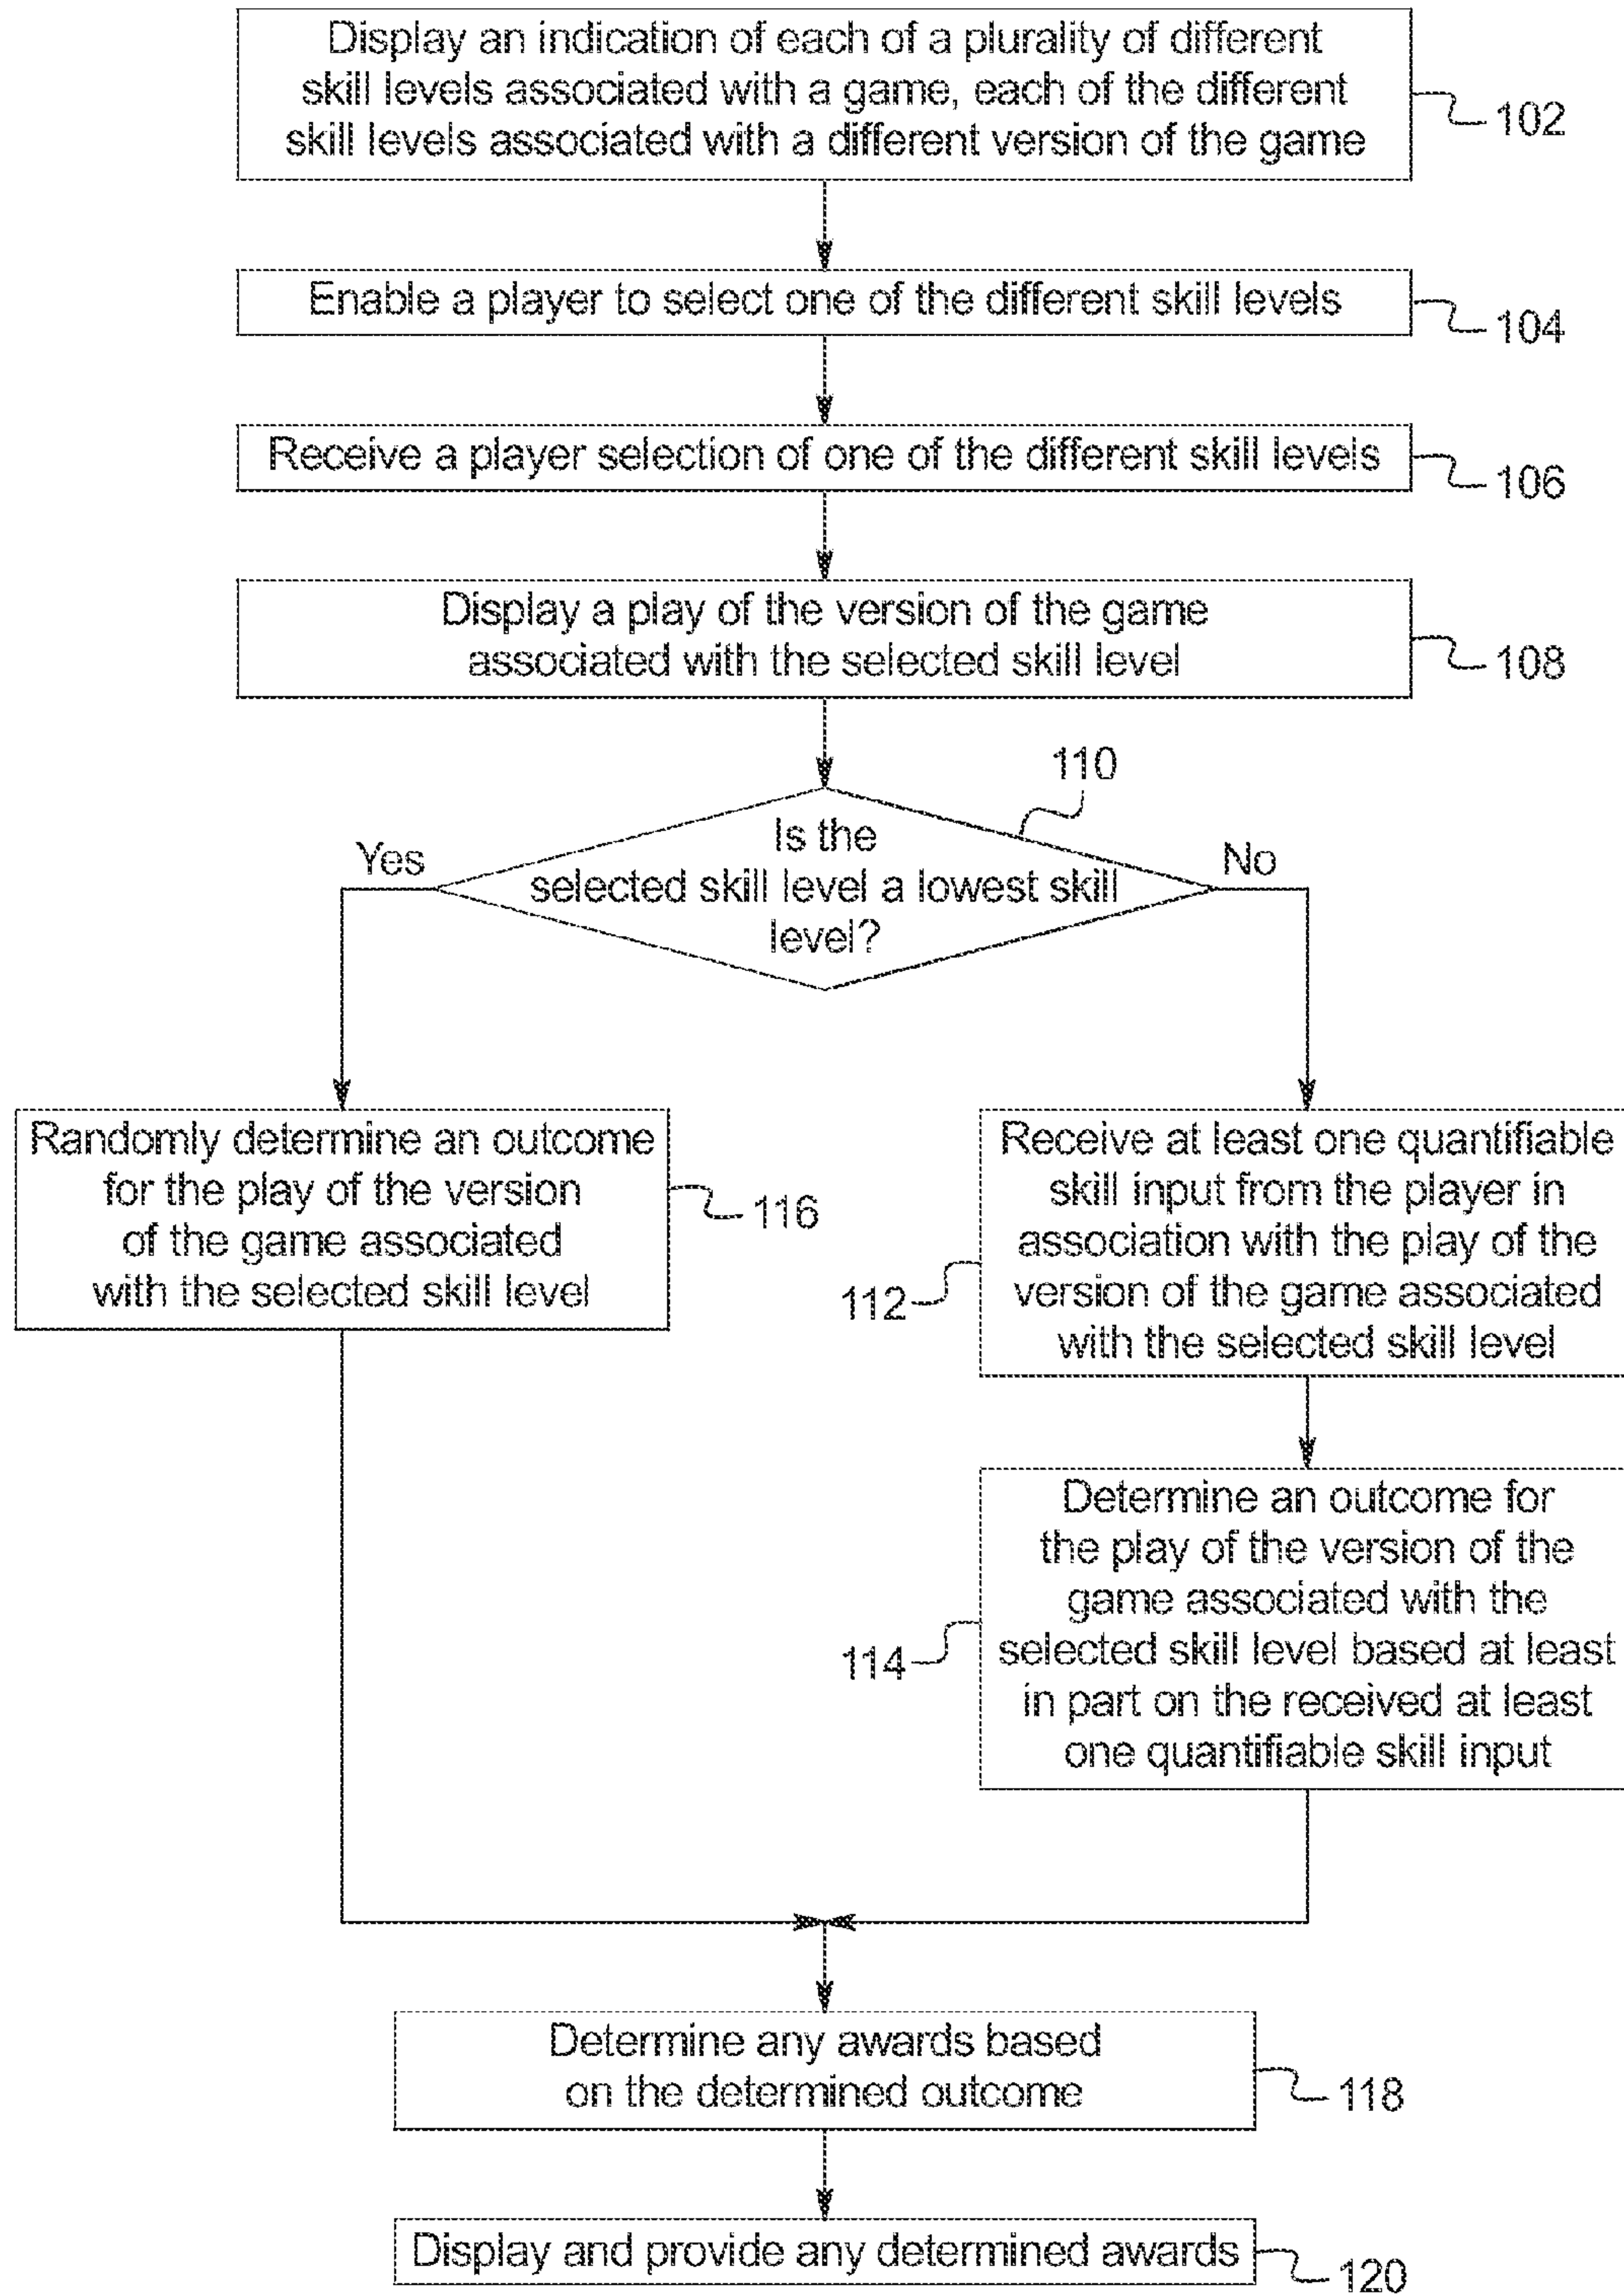 Display an indication of each of a plurality of different
skill levels associated with a game, each of the different
skill levels associated with a different version of the game
102
Enable a player to select one of the different skill levels
104
Receive a player selection of one of the different skill levels
106
Display a play of the version of the game
associated with the selected skill level
108
110
Is the
selected skill level a lowest skill
level?
Yes
No
Randomly determine an outcome
for the play of the version
of the game associated
with the selected skill level
116
Receive at least one quantifiable
skill input from the player in
association with the play of the
version of the game associated
with the selected skill level
112
Determine an outcome for
the play of the version of the
game associated with the
selected skill level based at least
in part on the received at least
one quantifiable skill input
114
Determine any awards based
on the determined outcome
118
Display and provide any determined awards
120